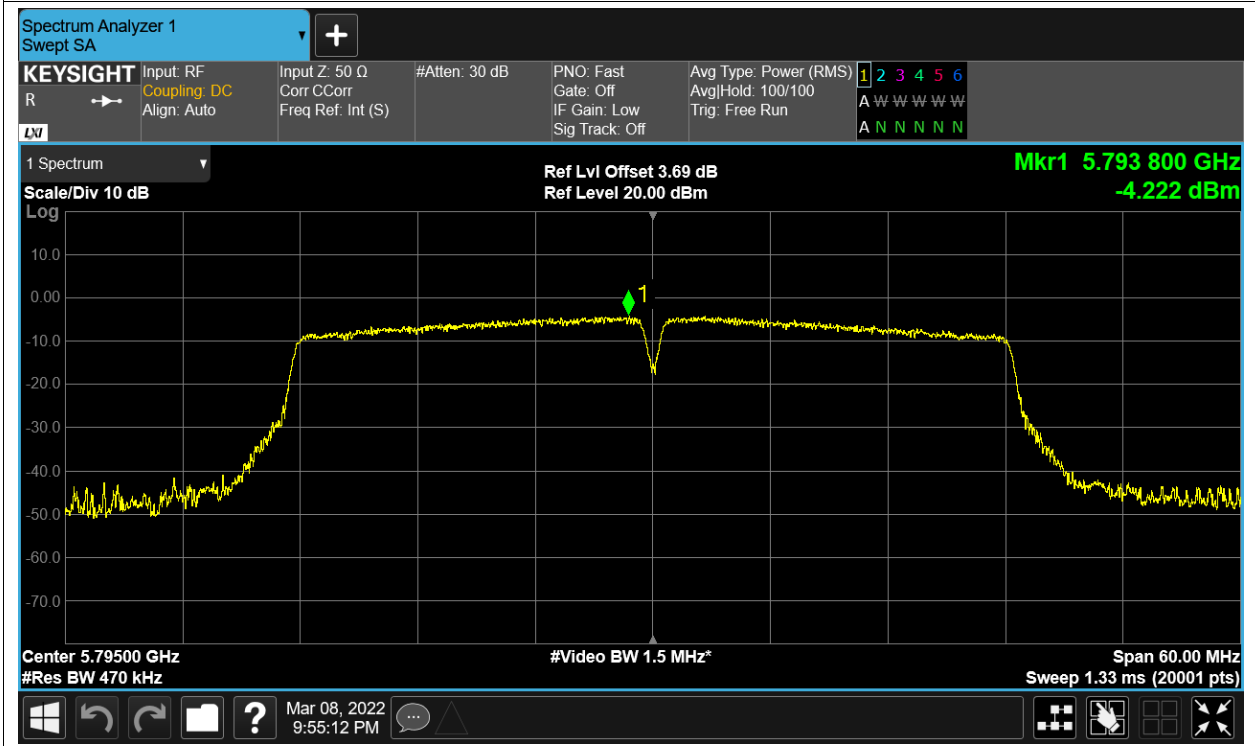 Spectrum Analyzer 1
Swept SA
KEYSIGHT
R
LXI
Input: RF
Coupling: DC
Align: Auto
Input Z: 50 Ω
Corr CCorr
Freq Ref: Int (S)
#Atten: 30 dB
PNO: Fast
Gate: Off
IF Gain: Low
Sig Track: Off
Avg Type: Power (RMS)
Avg|Hold: 100/100
Trig: Free Run
1 2 3 4 5 6
A W W W W W
A N N N N N
1 Spectrum
Scale/Div 10 dB
Log
Ref Lvl Offset 3.69 dB
Ref Level 20.00 dBm
Mkr1 5.793 800 GHz
-4.222 dBm
10.0
0.00
-10.0
-20.0
-30.0
-40.0
-50.0
-60.0
-70.0
1
Center 5.79500 GHz
#Res BW 470 kHz
#Video BW 1.5 MHz*
Span 60.00 MHz
Sweep 1.33 ms (20001 pts)
?
Mar 08, 2022
9:55:12 PM